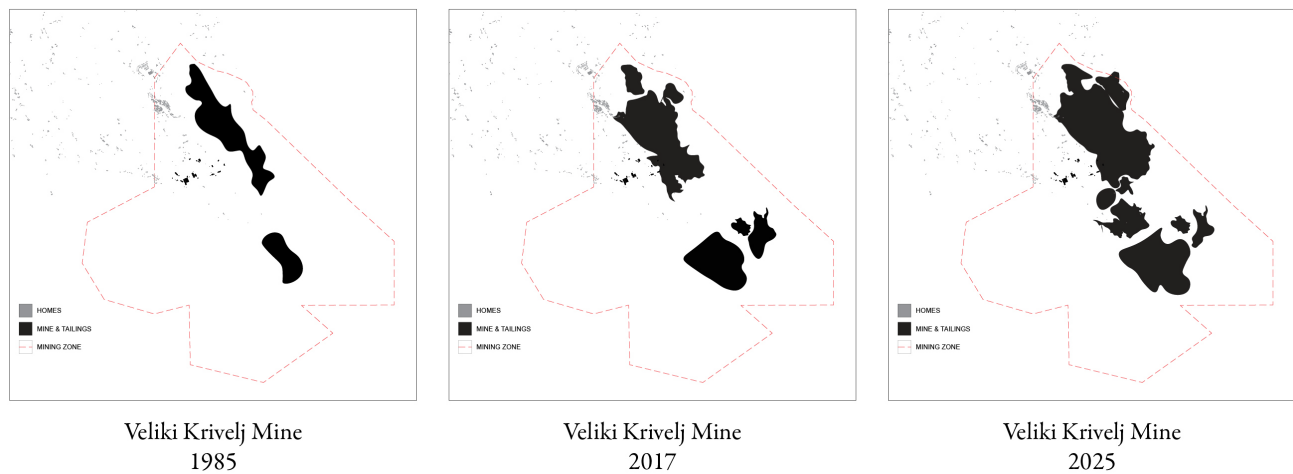 HOMES
MINE & TAILINGS
MINING ZONE
Veliki Krivelj Mine
1985
HOMES
MINE & TAILINGS
MINING ZONE
Veliki Krivelj Mine
2017
HOMES
MINE & TAILINGS
MINING ZONE
Veliki Krivelj Mine
2025